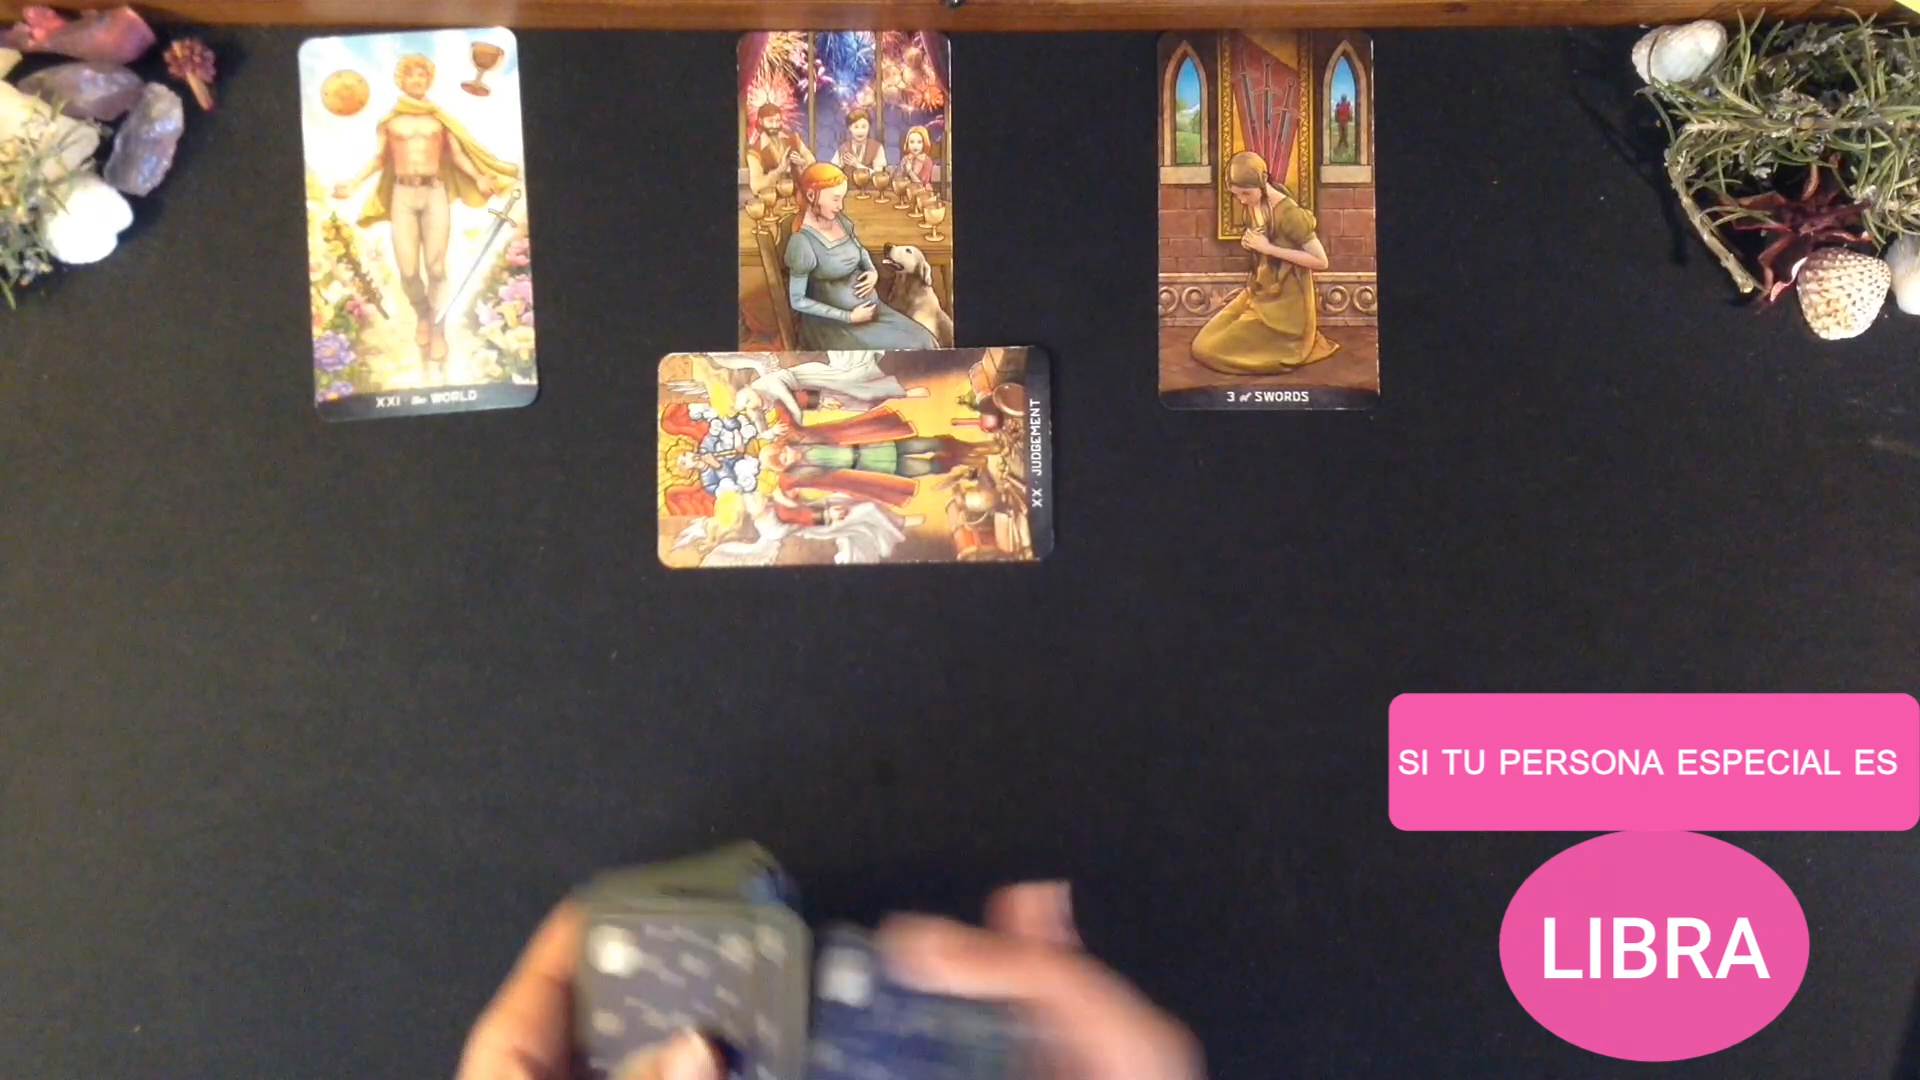 XXI the WORLD
3 of SWORDS
XX · JUDGEMENT
SI TU PERSONA ESPECIAL ES
LIBRA